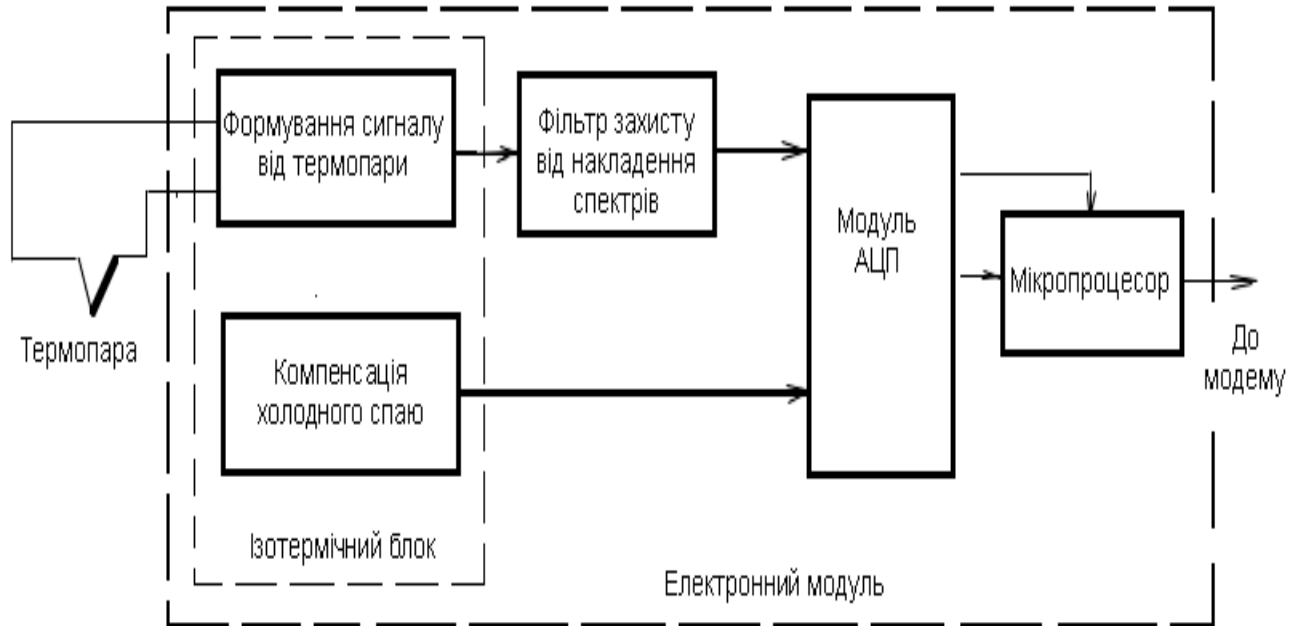 Формування сигналу
від термопари
Фільтр захисту
від накладення
спектрів
Модуль
АЦП
Мікропроцесор
Термопара
Компенсація
холодного спаю
До
модему
Ізотермічний блок
Електронний модуль